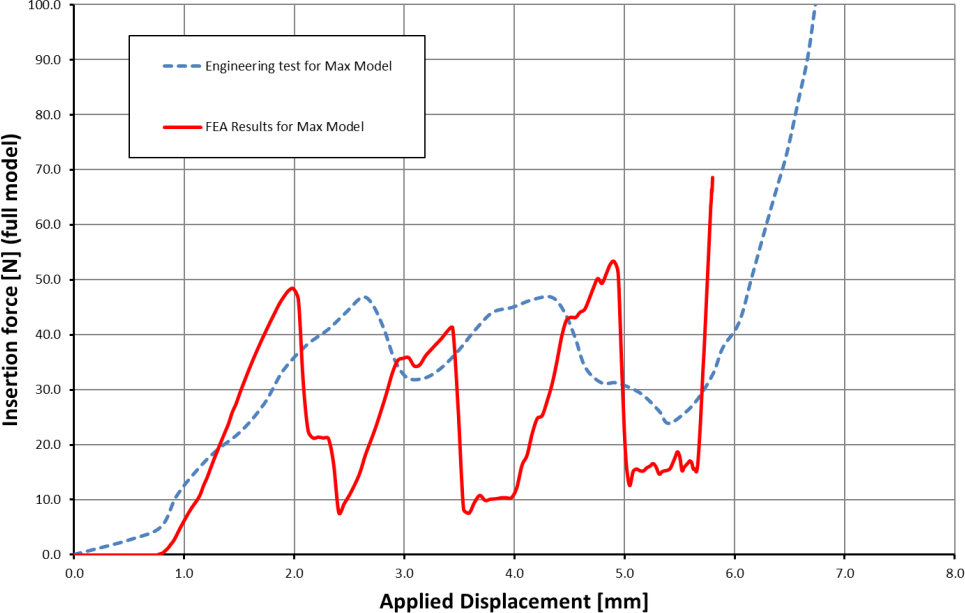 100.0
90.0
80.0
70.0
60.0
50.0
40.0
30.0
20.0
10.0
0.0
Insertion force [N] (full model)
Engineering test for Max Model
FEA Results for Max Model
0.0 1.0 2.0 3.0 4.0 5.0 6.0 7.0 8.0
Applied Displacement [mm]